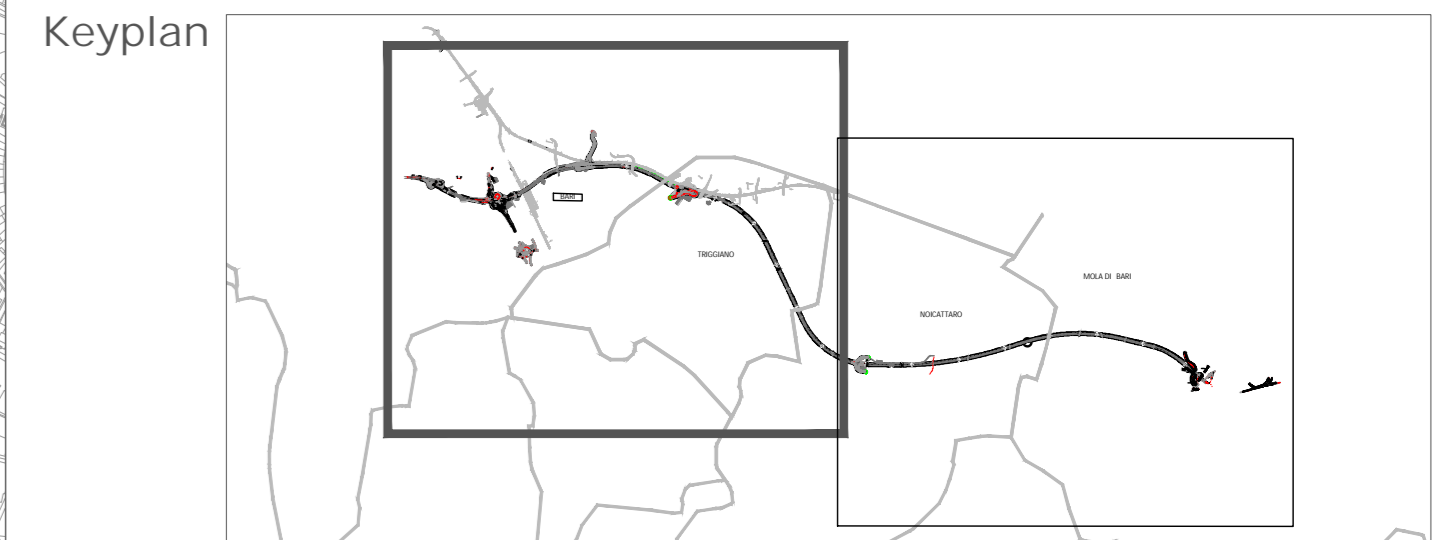 Keyplan
BARI
TRIGGIANO
MOLA DI BARI
NOICATTARO